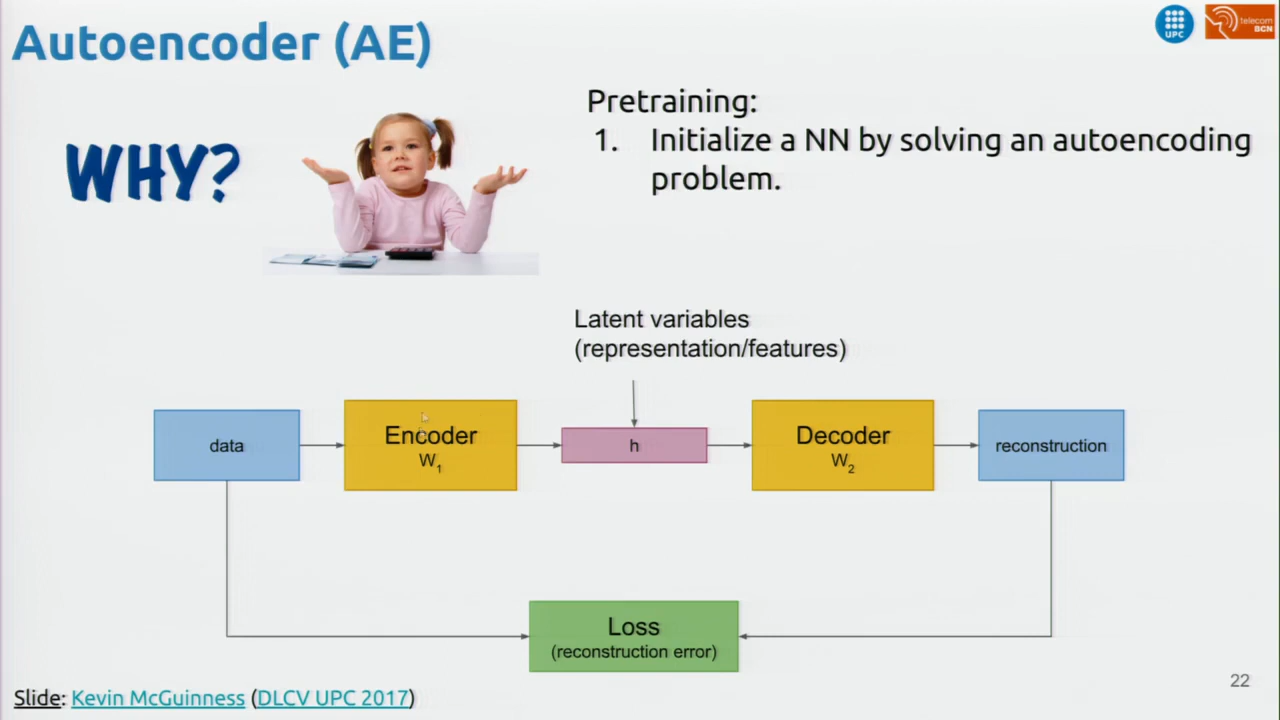 Autoencoder (AE)
UPC
telecom
BCN
WHY?
Pretraining:
1. Initialize a NN by solving an autoencoding
problem.
Latent variables
(representation/features)
data
Encoder
W1
h
Decoder
W2
reconstruction
Loss
(reconstruction error)
Slide: Kevin McGuinness (DLCV UPC 2017)
22